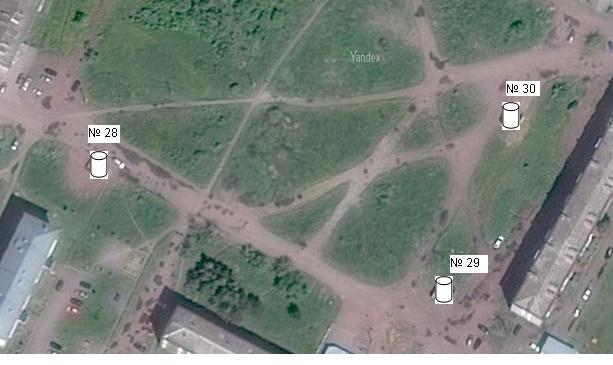 Yandex
№ 30
№ 28
№ 29